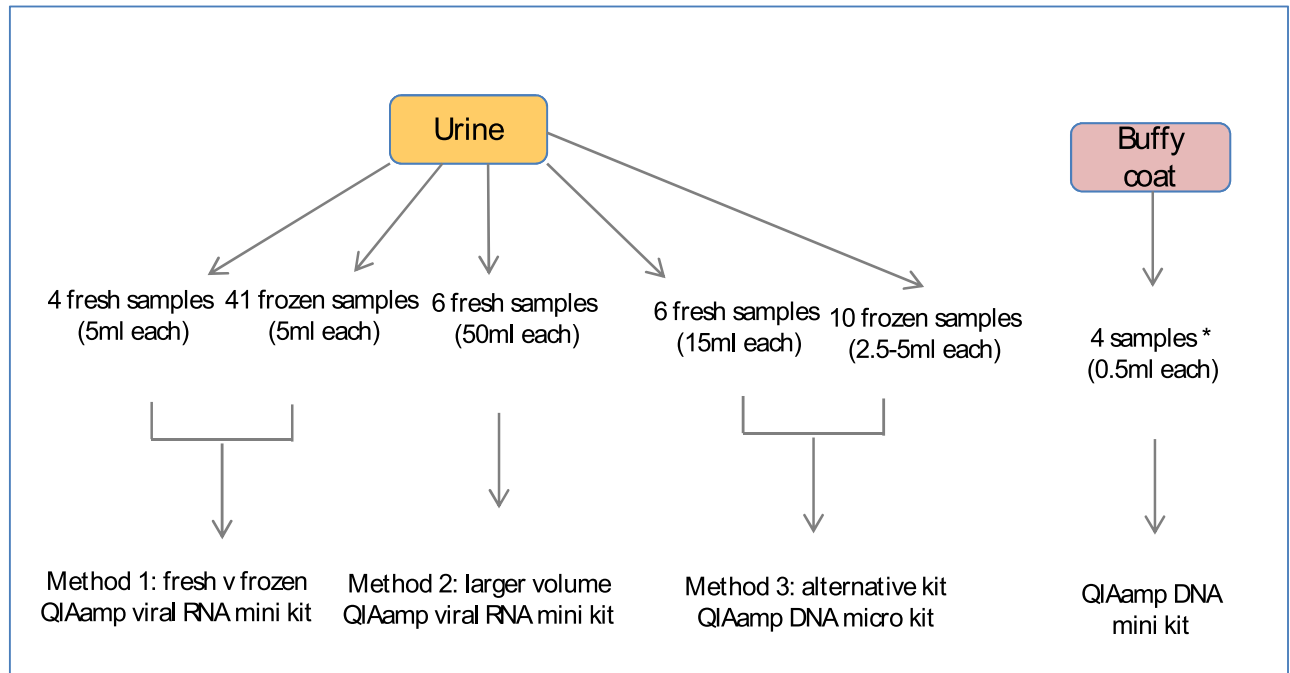 Urine
Buffy
coat
4 fresh samples
(5ml each)
41 frozen samples
(5ml each)
6 fresh samples
(50ml each)
6 fresh samples
(15ml each)
10 frozen samples
(2.5-5ml each)
4 samples *
(0.5ml each)
Method 1: fresh v frozen
QIAamp viral RNA mini kit
Method 2: larger volume
QIAamp viral RNA mini kit
Method 3: alternative kit
QIAamp DNA micro kit
QIAamp DNA
mini kit